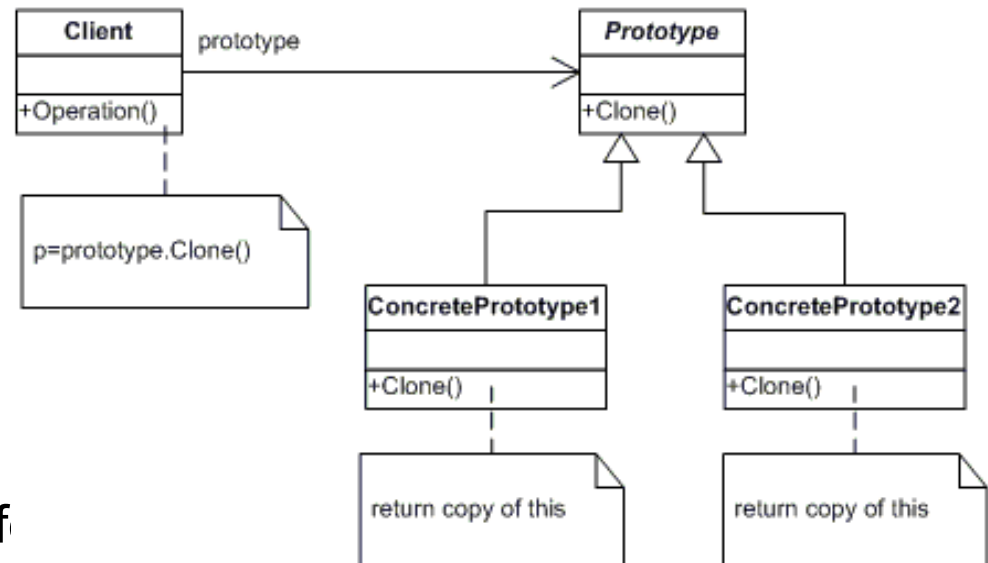 Client
prototype
Prototype
+Operation()
+Clone()
p=prototype.Clone()
ConcretePrototype1
ConcretePrototype2
+Clone()
+Clone()
return copy of this
return copy of this